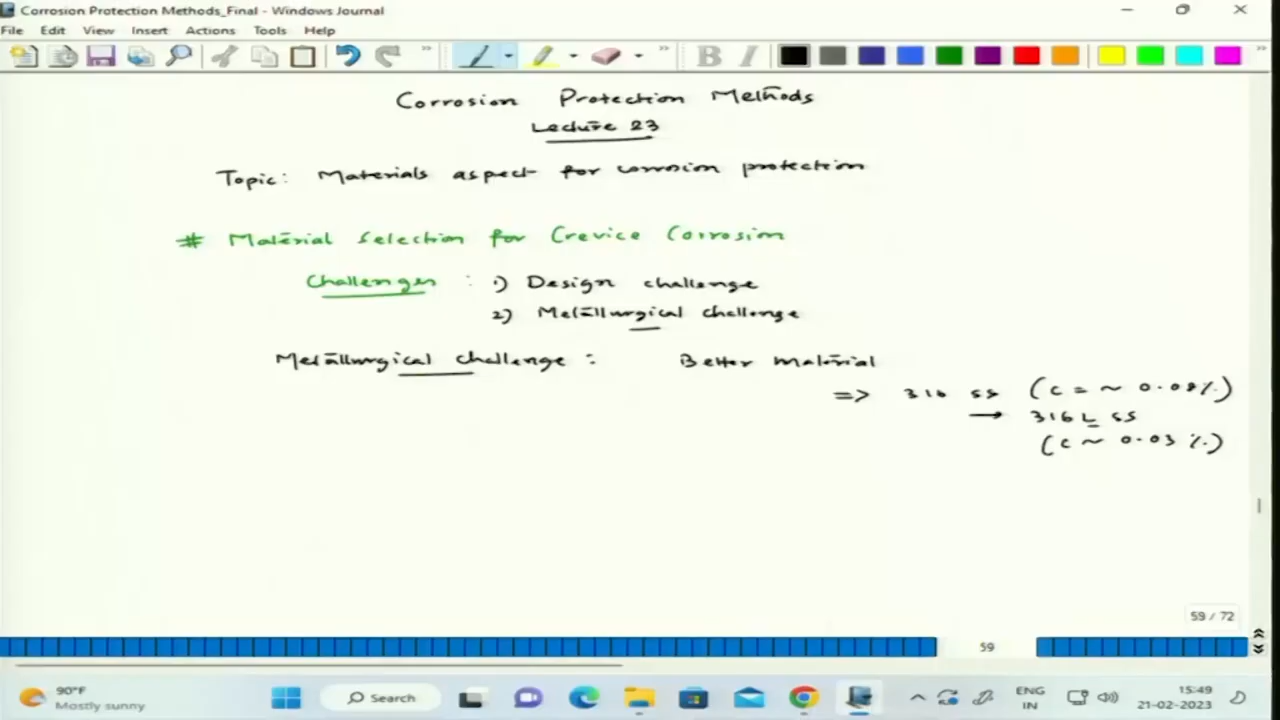 Corrosion Protection Methods_Final - Windows Journal
File Edit View Insert Actions Tools Help
Corrosion Protection Methods
Lecture 23
Topic: Materials aspect for corrosion protection
# Material Selection for Crevice Corrosion
Challenges : 1) Design challenge
2) Metallurgical challenge
Metallurgical challenge : Better material
=> 316 ss (C = ~ 0.08%)
→ 316L ss
(C ~ 0.03 %)
59 / 72
59
90°F
Mostly sunny
Search
ENG
IN
15:49
21-02-2023